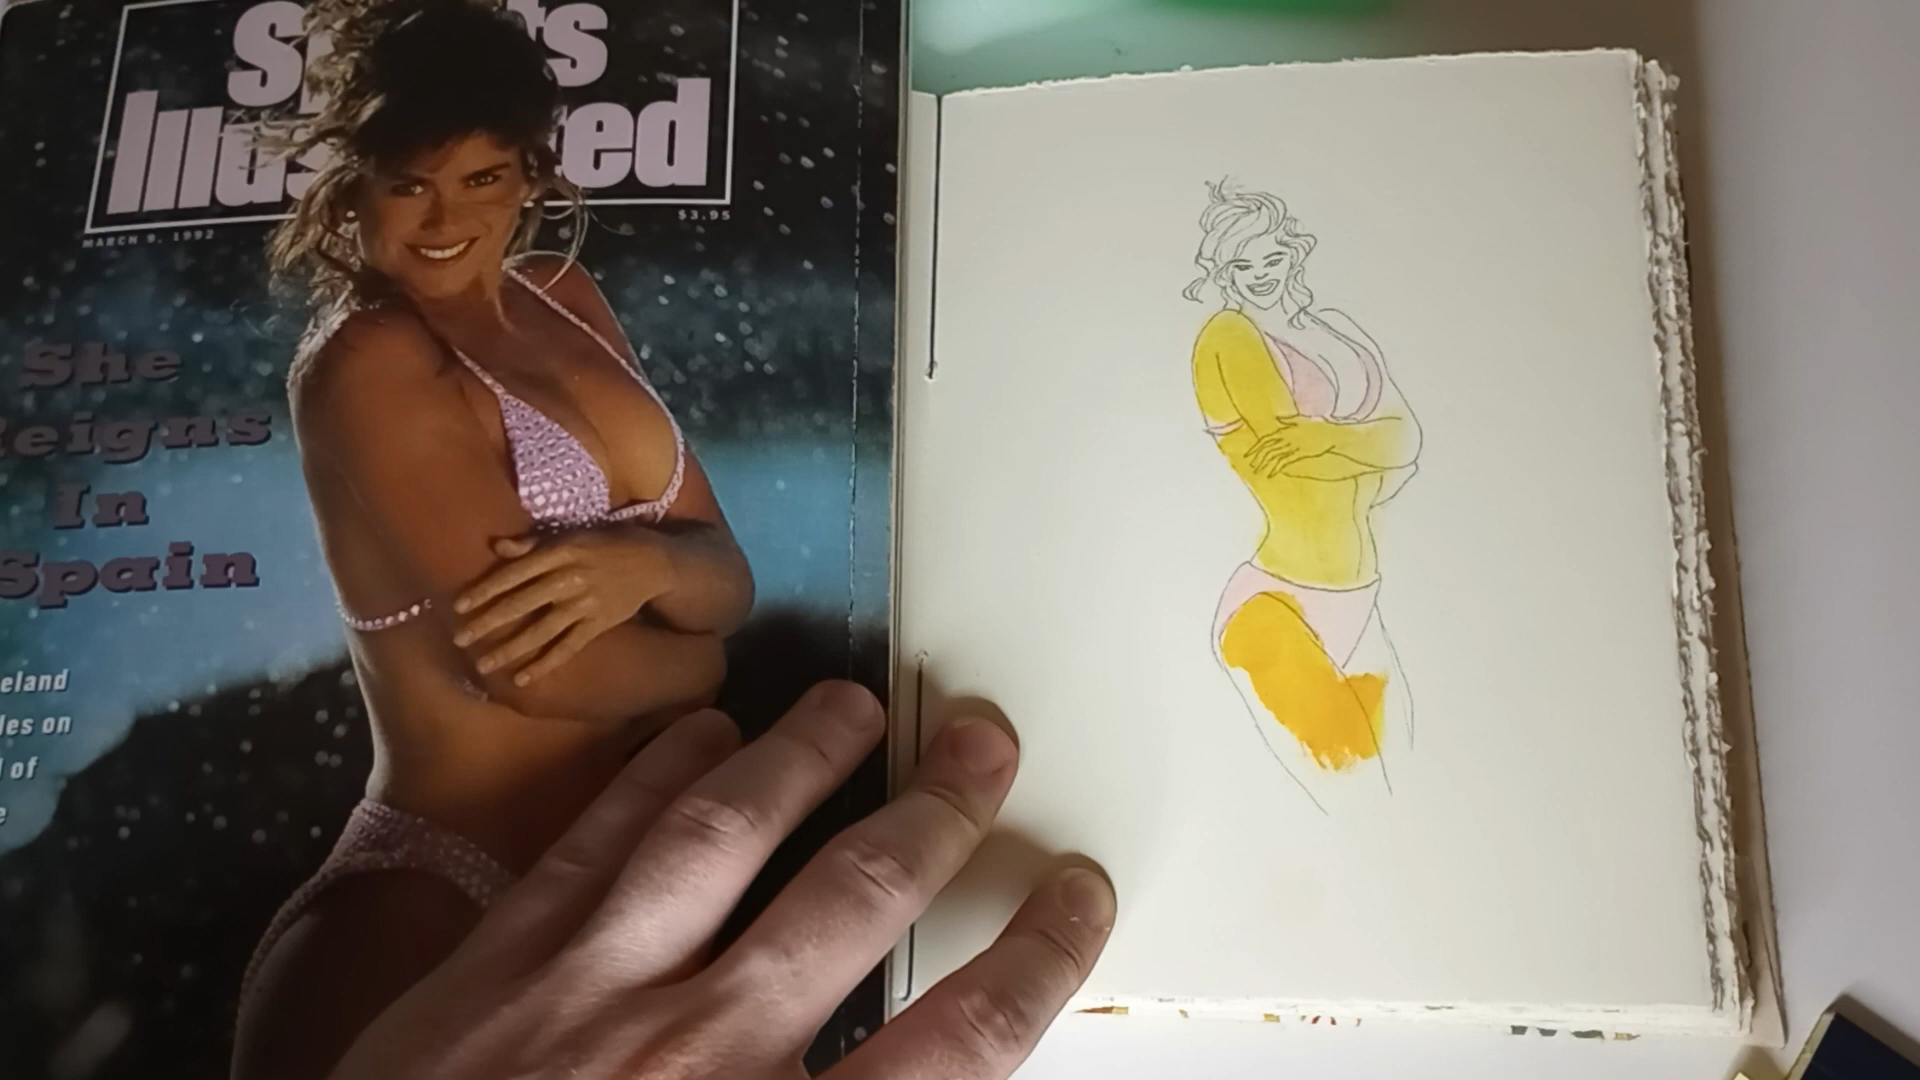 Sports
Illustrated
$3.95
MARCH 9, 1992
She
Reigns
In
Spain
eland
les on
of
e